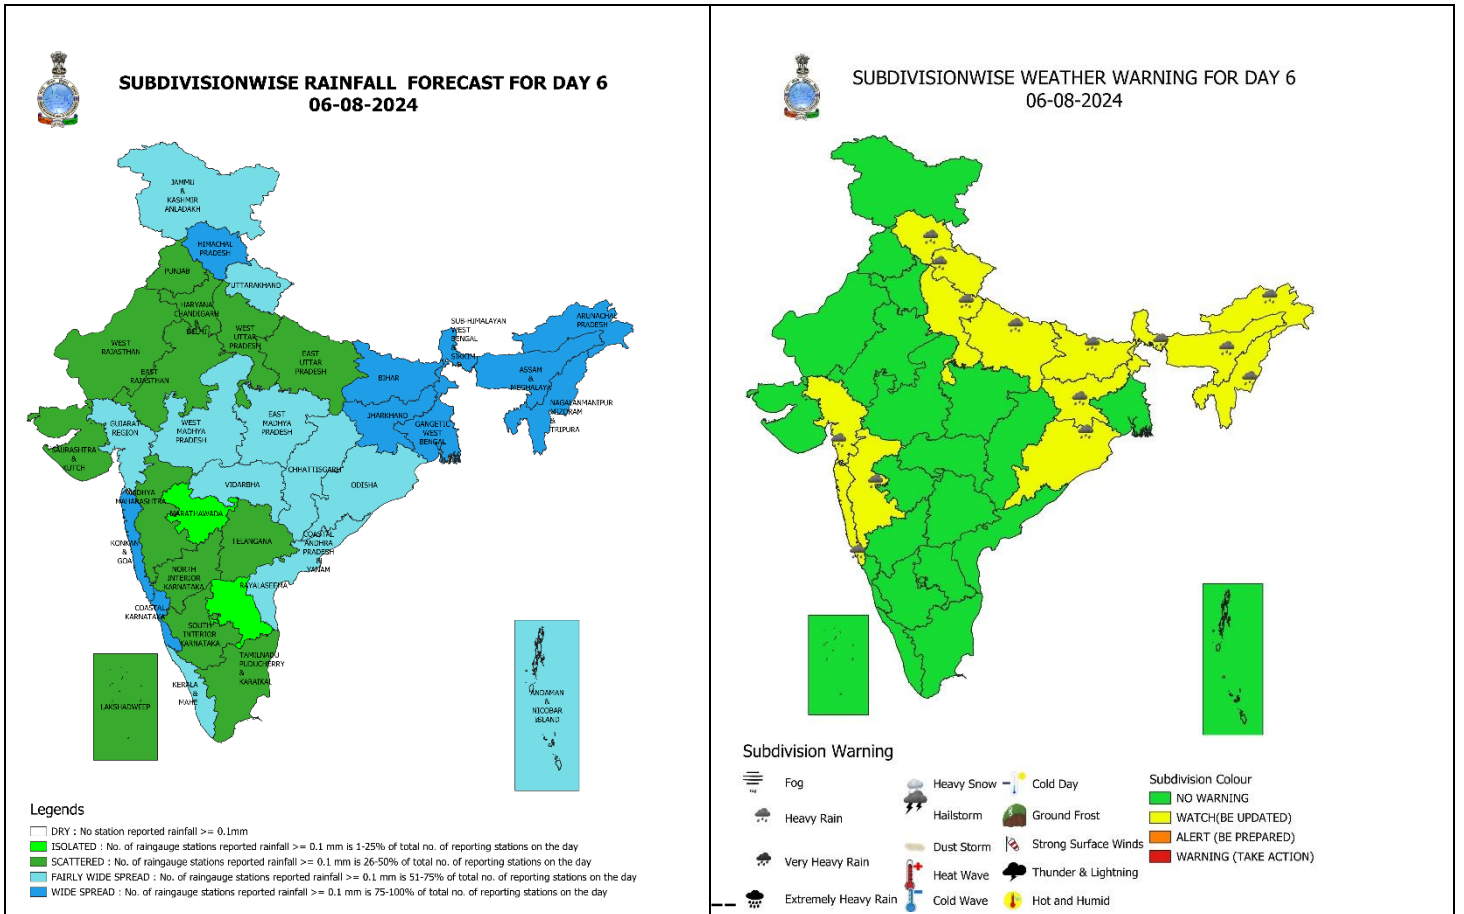 SUBDIVISIONWISE RAINFALL FORECAST FOR DAY 6
06-08-2024
JAMMU
&
KASHMIR
ANLADAKH
HIMACHAL
PRADESH
PUNJAB
UTTARAKHAND
HARYANA
CHANDIGARH
&
DELHI
WEST
UTTAR
PRADESH
WEST
RAJASTHAN
EAST
RAJASTHAN
EAST
UTTAR
PRADESH
SUB-HIMALAYAN
WEST
BENGAL
&
SIKKIM
ARUNACHAL
PRADESH
BIHAR
ASSAM
&
MEGHALAYA
NAGALANMANIPUR
MIZORAM
&
TRIPURA
JHARKHAND
GANGETIC
WEST
BENGAL
GUJARAT
REGION
WEST
MADHYA
PRADESH
EAST
MADHYA
PRADESH
SAURASHTRA
&
KUTCH
CHHATTISGARH
VIDARBHA
ODISHA
MADHYA
MAHARASHTRA
MARATHAWADA
KONKAN
&
GOA
TELANGANA
COASTAL
ANDHRA
PRADESH
&
YANAM
NORTH
INTERIOR
KARNATAKA
RAYALASEEMA
COASTAL
KARNATAKA
SOUTH
INTERIOR
KARNATAKA
TAMILNADU
PUDUCHERRY
&
KARAIKAL
KERALA
&
MAHE
LAKSHADWEEP
ANDAMAN
&
NICOBAR
ISLAND
Legends
DRY : No station reported rainfall >= 0.1mm
ISOLATED : No. of raingauge stations reported rainfall >= 0.1 mm is 1-25% of total no. of reporting stations on the day
SCATTERED : No. of raingauge stations reported rainfall >= 0.1 mm is 26-50% of total no. of reporting stations on the day
FAIRLY WIDE SPREAD : No. of raingauge stations reported rainfall >= 0.1 mm is 51-75% of total no. of reporting stations on the day
WIDE SPREAD : No. of raingauge stations reported rainfall >= 0.1 mm is 75-100% of total no. of reporting stations on the day
SUBDIVISIONWISE WEATHER WARNING FOR DAY 6
06-08-2024
Subdivision Warning
Fog
Heavy Rain
Very Heavy Rain
Extremely Heavy Rain
Heavy Snow
Hailstorm
Dust Storm
Heat Wave
Cold Wave
Cold Day
Ground Frost
Strong Surface Winds
Thunder & Lightning
Hot and Humid
Subdivision Colour
NO WARNING
WATCH(BE UPDATED)
ALERT (BE PREPARED)
WARNING (TAKE ACTION)